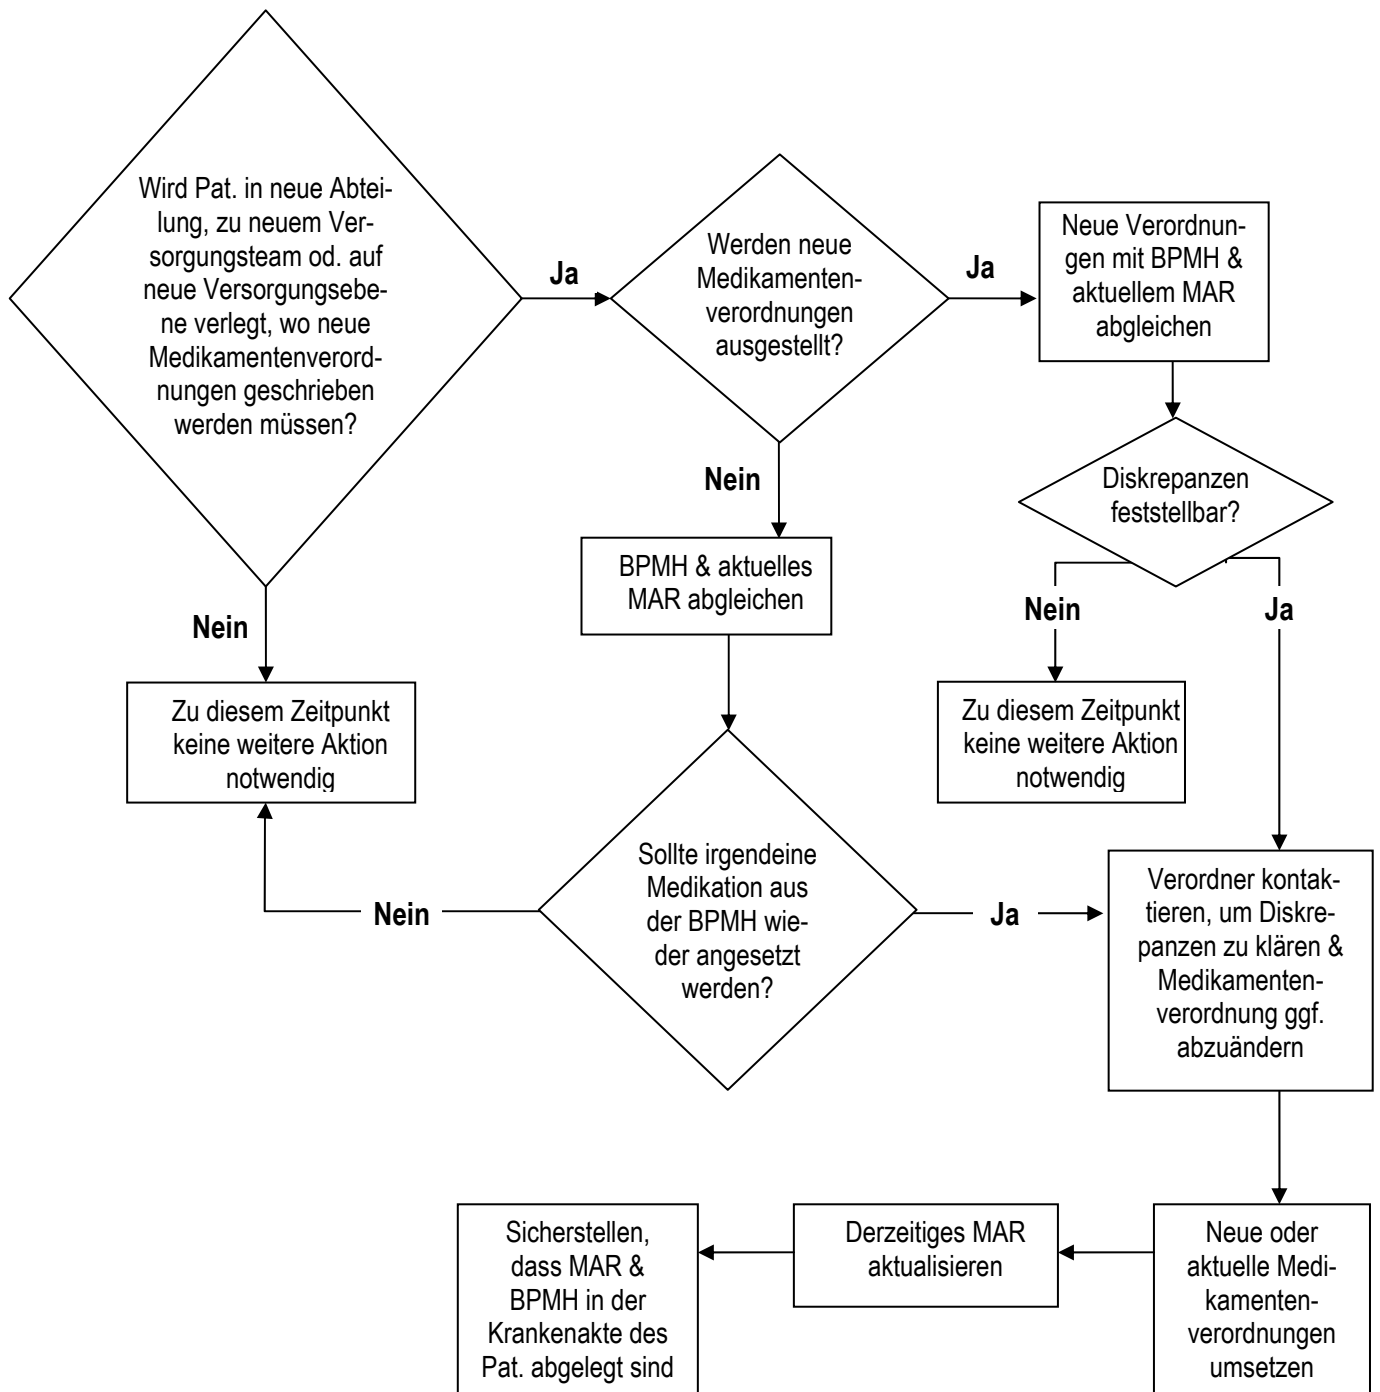 Wird Pat. in neue Abtei-
lung, zu neuem Ver-
sorgungsteam od. auf
neue Versorgungsebe-
ne verlegt, wo neue
Medikamentenverord-
nungen geschrieben
werden müssen?
Ja
Werden neue
Medikamenten-
verordnungen
ausgestellt?
Ja
Neue Verordnun-
gen mit BPMH &
aktuellem MAR
abgleichen
Nein
Diskrepanzen
feststellbar?
BPMH & aktuelles
MAR abgleichen
Nein
Nein
Ja
Zu diesem Zeitpunkt
keine weitere Aktion
notwendig
Zu diesem Zeitpunkt
keine weitere Aktion
notwendig
Sollte irgendeine
Medikation aus
der BPMH wie-
der angesetzt
werden?
Nein
Ja
Verordner kontak-
tieren, um Diskre-
panzen zu klären &
Medikamenten-
verordnung ggf.
abzuändern
Sicherstellen,
dass MAR &
BPMH in der
Krankenakte des
Pat. abgelegt sind
Derzeitiges MAR
aktualisieren
Neue oder
aktuelle Medi-
kamenten-
verordnungen
umsetzen